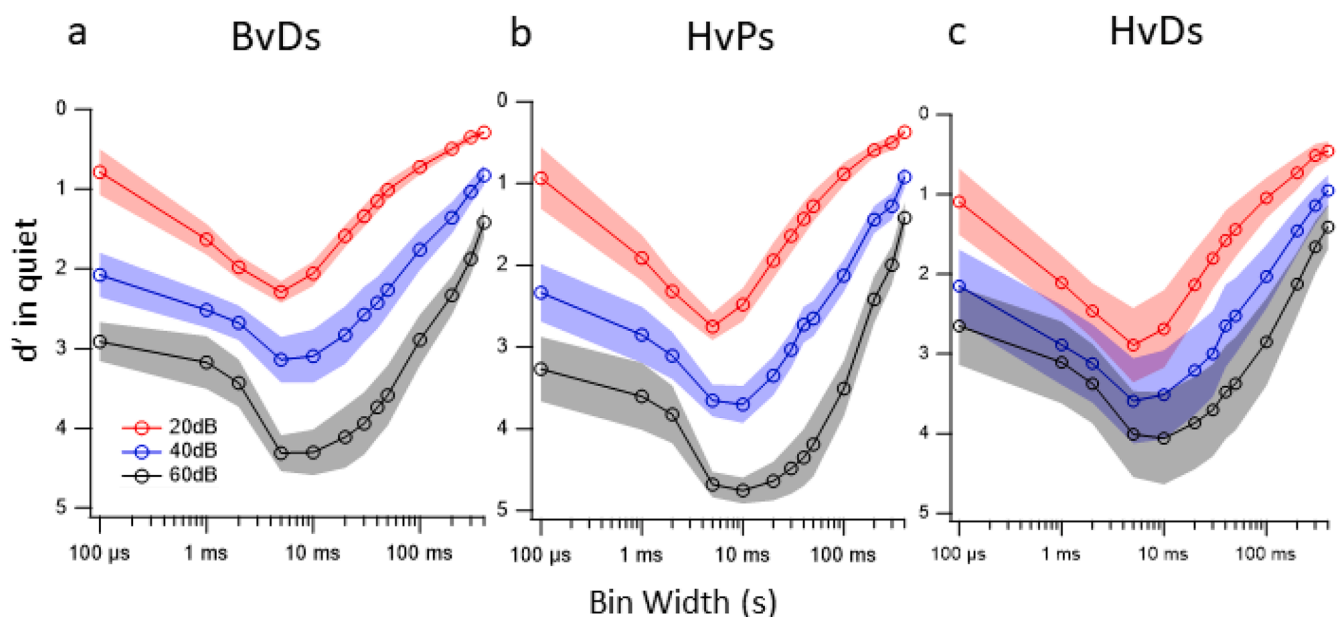 a BvDs b HvPs c HvDs
0 0 0
1 1 1
2 2 2
3 3 3
4 4 4
5 5 5
d' in quiet
20dB
40dB
60dB
100 µs 1 ms 10 ms 100 ms 100 µs 1 ms 10 ms 100 ms 100 µs 1 ms 10 ms 100 ms
Bin Width (s)